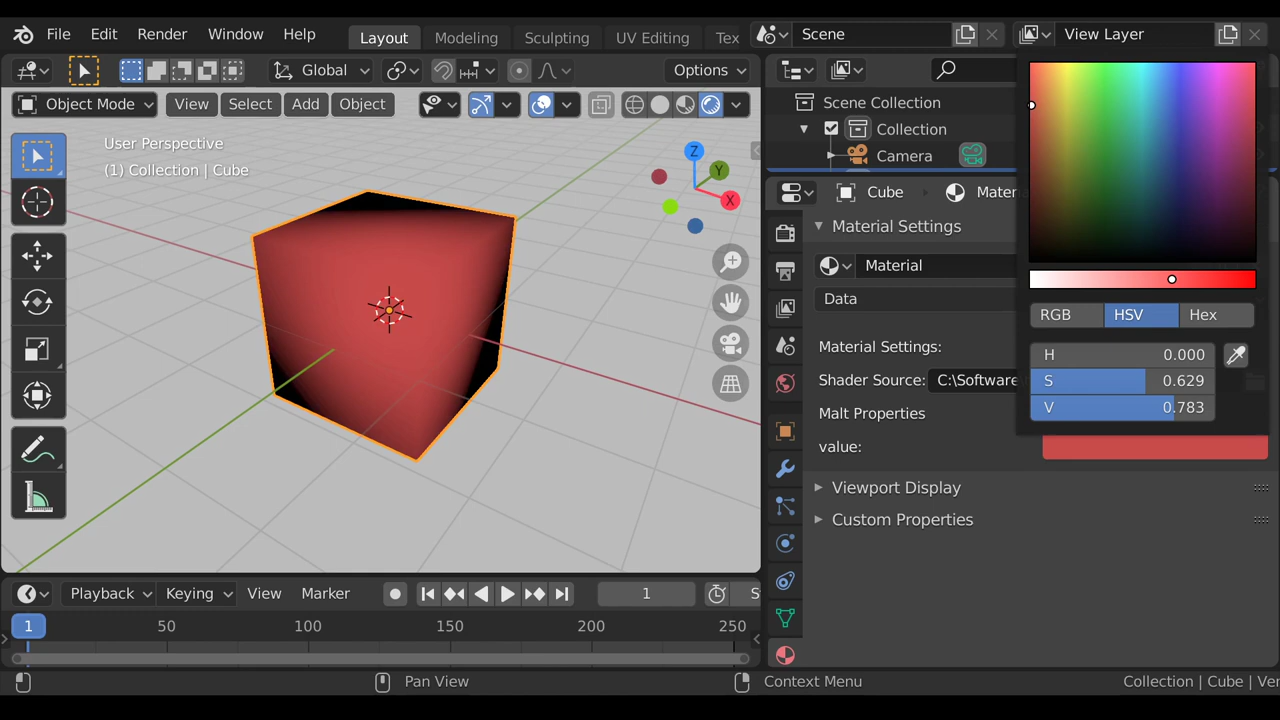 File Edit Render Window Help Layout Modeling Sculpting UV Editing Tex Scene View Layer
Global Options
Object Mode View Select Add Object
User Perspective
(1) Collection | Cube
Z
Y
X
Scene Collection
Collection
Camera
Cube Mater
Material Settings
Material
Data
Material Settings:
Shader Source: C:\Software
Malt Properties
value:
Viewport Display
Custom Properties
RGB HSV Hex
H 0.000
S 0.629
V 0.783
Playback Keying View Marker 1 S
1 50 100 150 200 250
Pan View Context Menu Collection | Cube | Ver